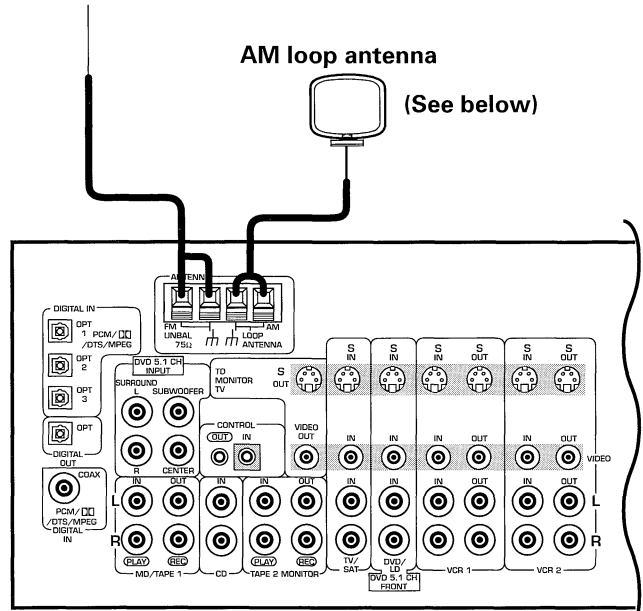 AM loop antenna
(See below)
ANTENNA
FM
UNBAL
75Ω
LOOP
ANTENNA
AM
DIGITAL IN
OPT
1 PCM/
/DTS/MPEG
OPT
2
OPT
3
OPT
DIGITAL
OUT
COAX
PCM/
/DTS/MPEG
DIGITAL
IN
DVD 5.1 CH
INPUT
SURROUND
L SUBWOOFER
R CENTER
TO
MONITOR
TV
S
OUT
S
IN
S
IN
S
IN
S
OUT
S
IN
S
OUT
CONTROL
OUT IN
VIDEO
OUT
IN IN IN OUT IN OUT
VIDEO
IN OUT IN IN OUT
L L
R R
PLAY REC PLAY REC
MD/TAPE 1 CD TAPE 2 MONITOR
TV/
SAT
DVD/
LD
DVD 5.1 CH
FRONT
VCR 1 VCR 2